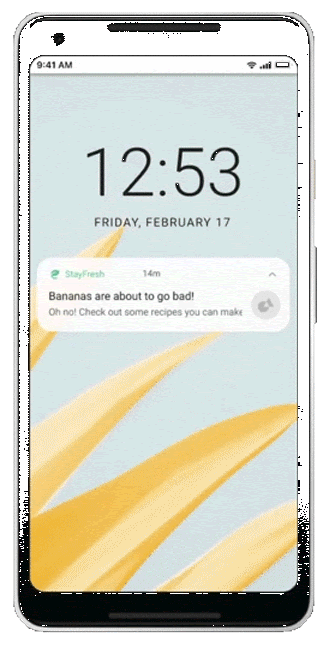 9:41 AM
12:53
FRIDAY, FEBRUARY 17
StayFresh 14m
Bananas are about to go bad!
Oh no! Check out some recipes you can make